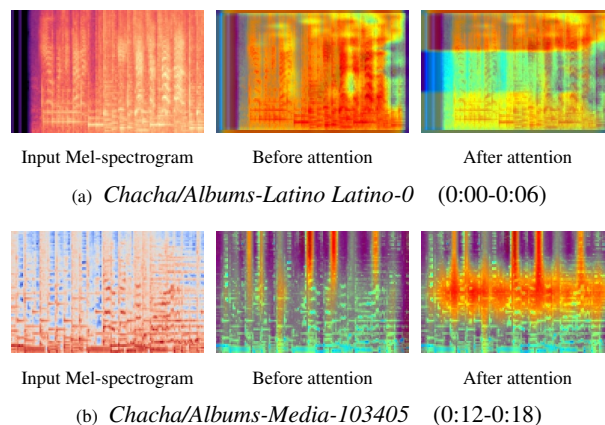 Input Mel-spectrogram Before attention After attention
(a) Chacha/Albums-Latino Latino-0 (0:00-0:06)
Input Mel-spectrogram Before attention After attention
(b) Chacha/Albums-Media-103405 (0:12-0:18)